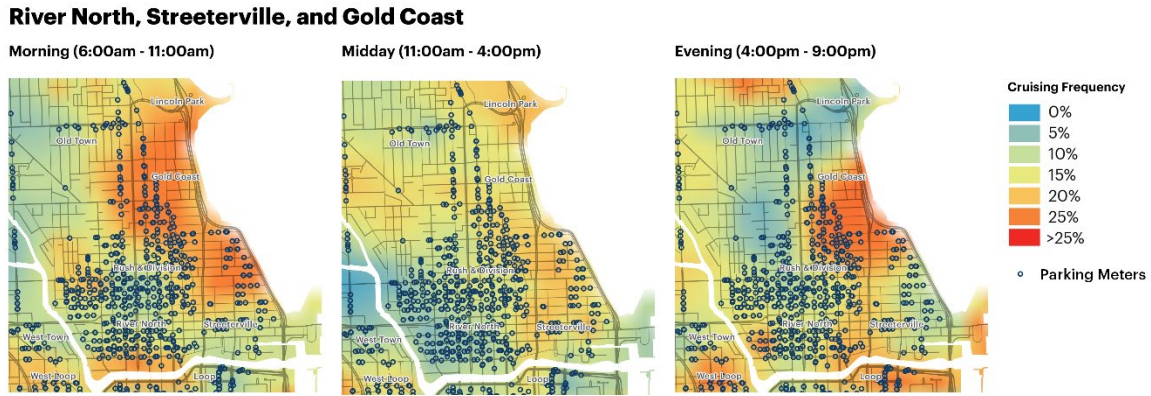 River North, Streeterville, and Gold Coast
Morning (6:00am - 11:00am)
Midday (11:00am - 4:00pm)
Evening (4:00pm - 9:00pm)
Lincoln Park
Old Town
Gold Coast
Rush & Division
River North
Streeterville
West Town
West Loop
Loop
Lincoln Park
Old Town
Gold Coast
Rush & Division
River North
Streeterville
West Town
West Loop
Loop
Lincoln Park
Old Town
Gold Coast
Rush & Division
River North
Streeterville
West Town
West Loop
Loop
Cruising Frequency
0%
5%
10%
15%
20%
25%
>25%
Parking Meters